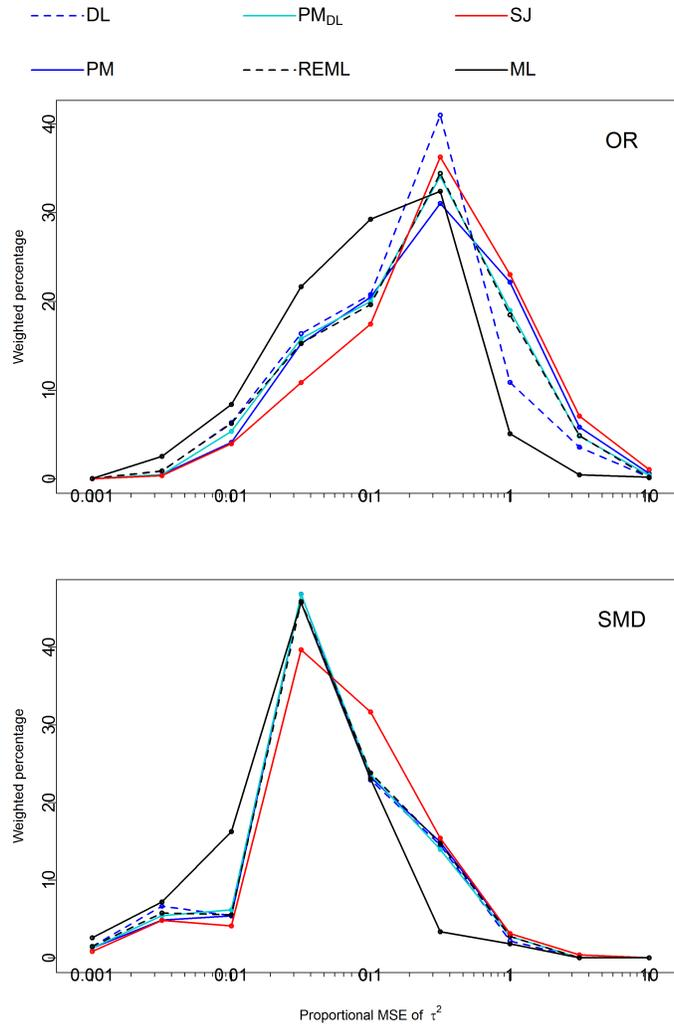 DL PM_DL SJ
PM REML ML
OR
Weighted percentage
40
30
20
10
0
0.001 0.01 0.1 1 10
SMD
Weighted percentage
40
30
20
10
0
0.001 0.01 0.1 1 10
Proportional MSE of τ²